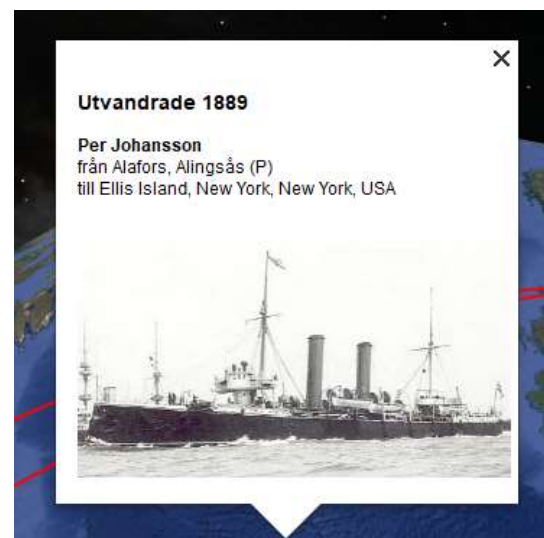 Utvandrade 1889
Per Johansson
från Alafors, Alingsås (P)
till Ellis Island, New York, New York, USA